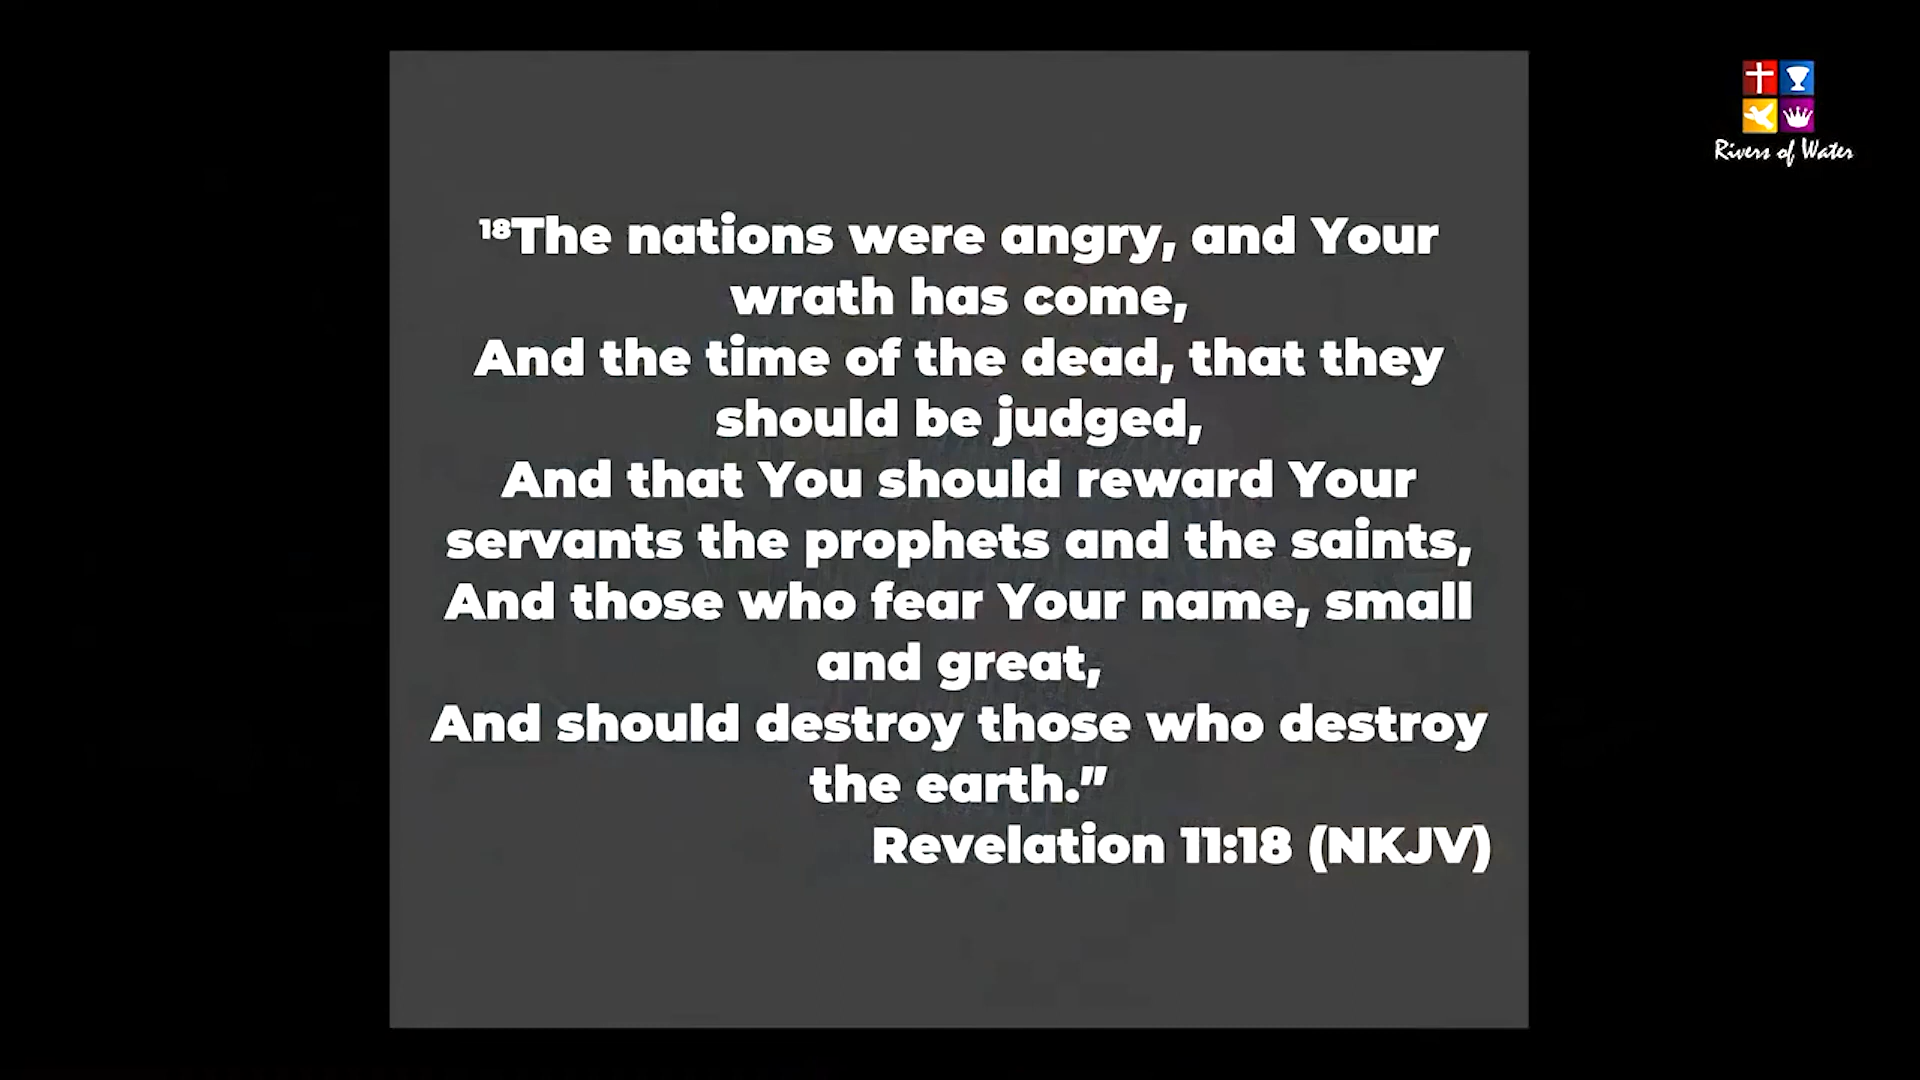 ¹⁸The nations were angry, and Your
wrath has come,
And the time of the dead, that they
should be judged,
And that You should reward Your
servants the prophets and the saints,
And those who fear Your name, small
and great,
And should destroy those who destroy
the earth.”
Revelation 11:18 (NKJV)
Rivers of Water